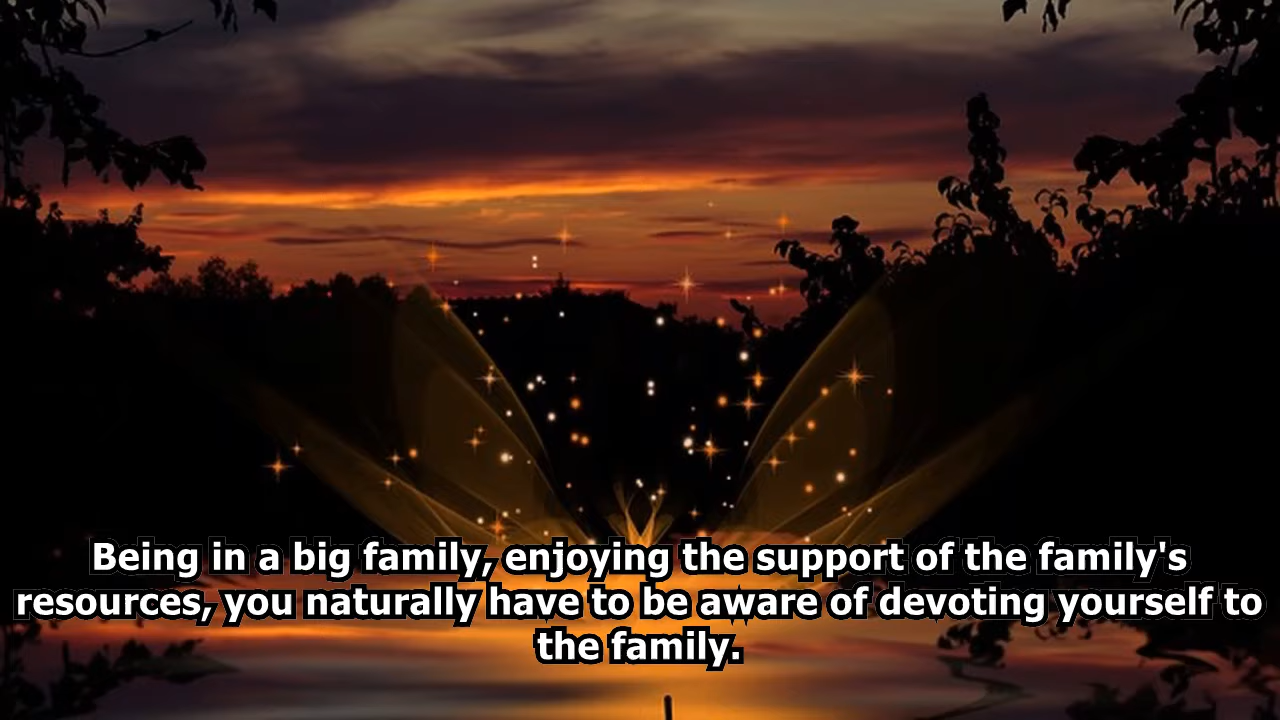 Being in a big family, enjoying the support of the family's
resources, you naturally have to be aware of devoting yourself to
the family.